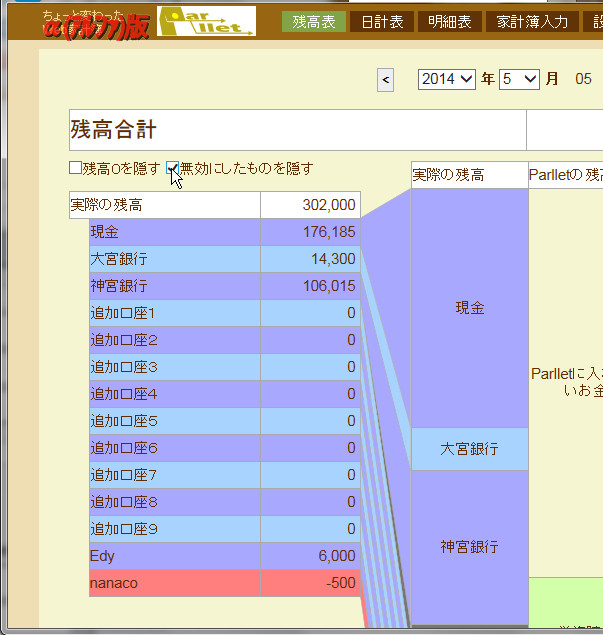 ちょーと変わった
α(アルファ)版
Parllet
残高表 日計表 明細表 家計簿入力
< 2014 年 5 月 05
残高合計
残高0を隠す 無効にしたものを隠す
実際の残高 302,000
現金 176,185
大宮銀行 14,300
神宮銀行 106,015
追加口座1 0
追加口座2 0
追加口座3 0
追加口座4 0
追加口座5 0
追加口座6 0
追加口座7 0
追加口座8 0
追加口座9 0
Edy 6,000
nanaco -500
実際の残高 Parlletの残高
現金
大宮銀行
神宮銀行
Parlletに入
いお金